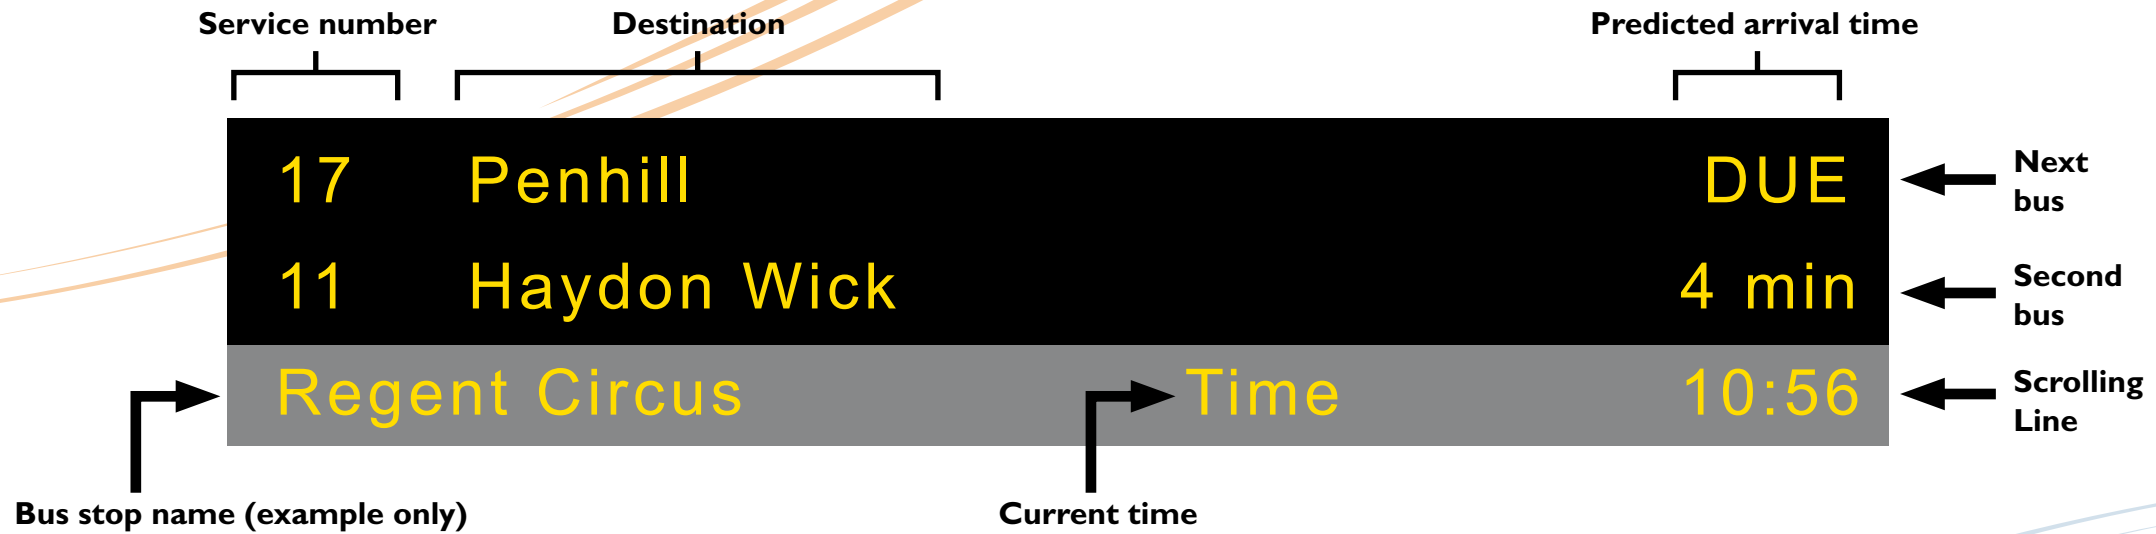 Service number Destination Predicted arrival time
17 Penhill DUE
Next
bus
11 Haydon Wick 4 min
Second
bus
Regent Circus Time 10:56
Scrolling
Line
Bus stop name (example only) Current time